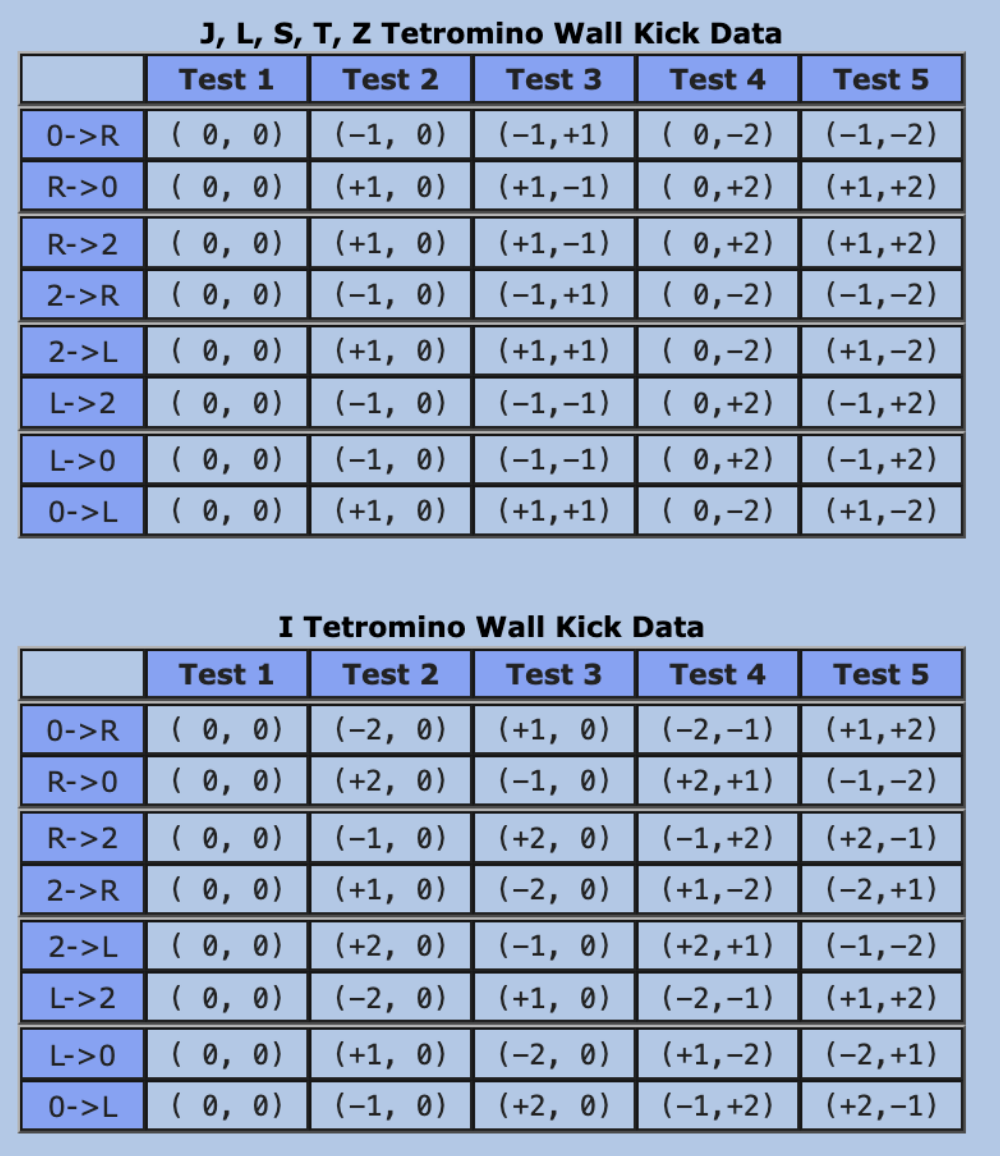 J, L, S, T, Z Tetromino Wall Kick Data
Test 1 Test 2 Test 3 Test 4 Test 5
0->R ( 0, 0) (-1, 0) (-1,+1) ( 0,-2) (-1,-2)
R->0 ( 0, 0) (+1, 0) (+1,-1) ( 0,+2) (+1,+2)
R->2 ( 0, 0) (+1, 0) (+1,-1) ( 0,+2) (+1,+2)
2->R ( 0, 0) (-1, 0) (-1,+1) ( 0,-2) (-1,-2)
2->L ( 0, 0) (+1, 0) (+1,+1) ( 0,-2) (+1,-2)
L->2 ( 0, 0) (-1, 0) (-1,-1) ( 0,+2) (-1,+2)
L->0 ( 0, 0) (-1, 0) (-1,-1) ( 0,+2) (-1,+2)
0->L ( 0, 0) (+1, 0) (+1,+1) ( 0,-2) (+1,-2)
I Tetromino Wall Kick Data
Test 1 Test 2 Test 3 Test 4 Test 5
0->R ( 0, 0) (-2, 0) (+1, 0) (-2,-1) (+1,+2)
R->0 ( 0, 0) (+2, 0) (-1, 0) (+2,+1) (-1,-2)
R->2 ( 0, 0) (-1, 0) (+2, 0) (-1,+2) (+2,-1)
2->R ( 0, 0) (+1, 0) (-2, 0) (+1,-2) (-2,+1)
2->L ( 0, 0) (+2, 0) (-1, 0) (+2,+1) (-1,-2)
L->2 ( 0, 0) (-2, 0) (+1, 0) (-2,-1) (+1,+2)
L->0 ( 0, 0) (+1, 0) (-2, 0) (+1,-2) (-2,+1)
0->L ( 0, 0) (-1, 0) (+2, 0) (-1,+2) (+2,-1)